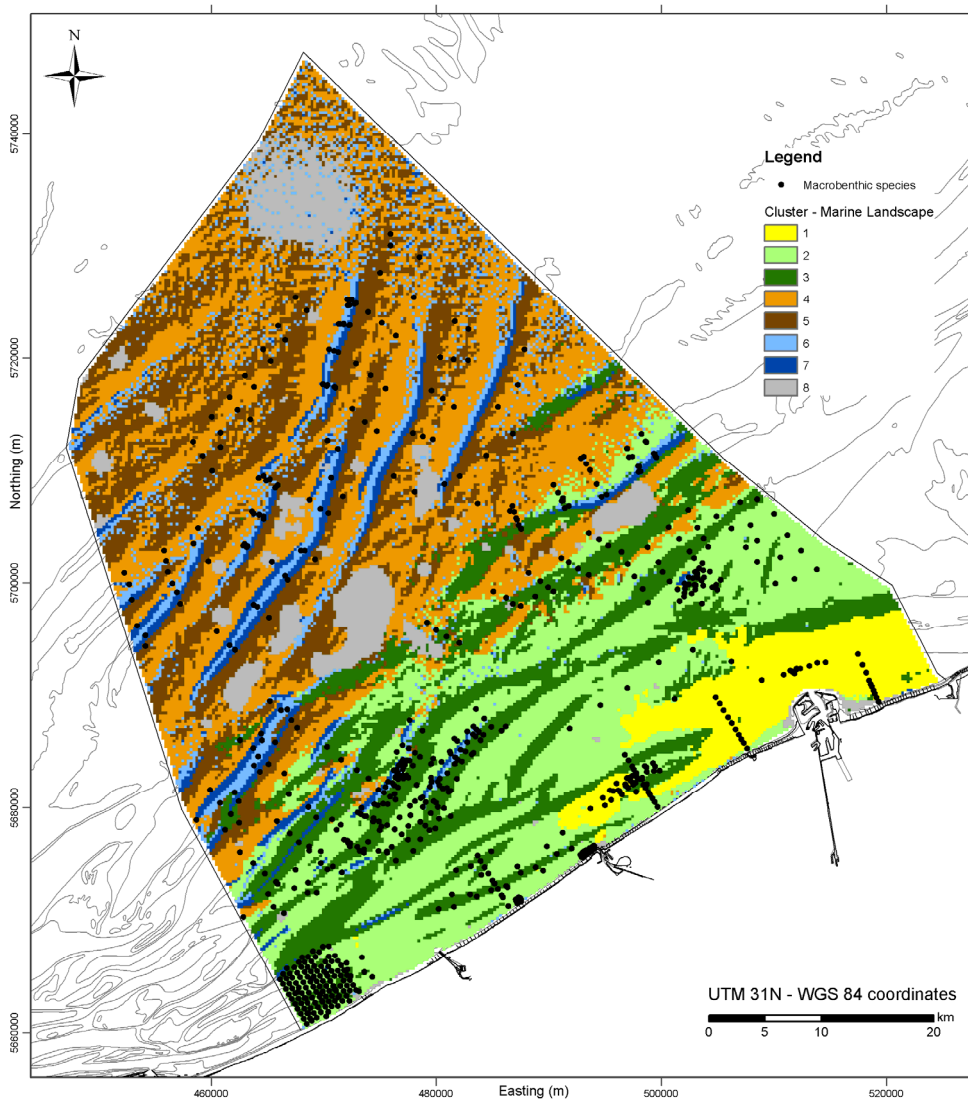 N
Legend
Macrobenthic species
Cluster - Marine Landscape
1
2
3
4
5
6
7
8
5740000
5720000
5700000
5680000
5660000
Northing (m)
UTM 31N - WGS 84 coordinates
km
0 5 10 20
460000 480000 500000 520000
Easting (m)